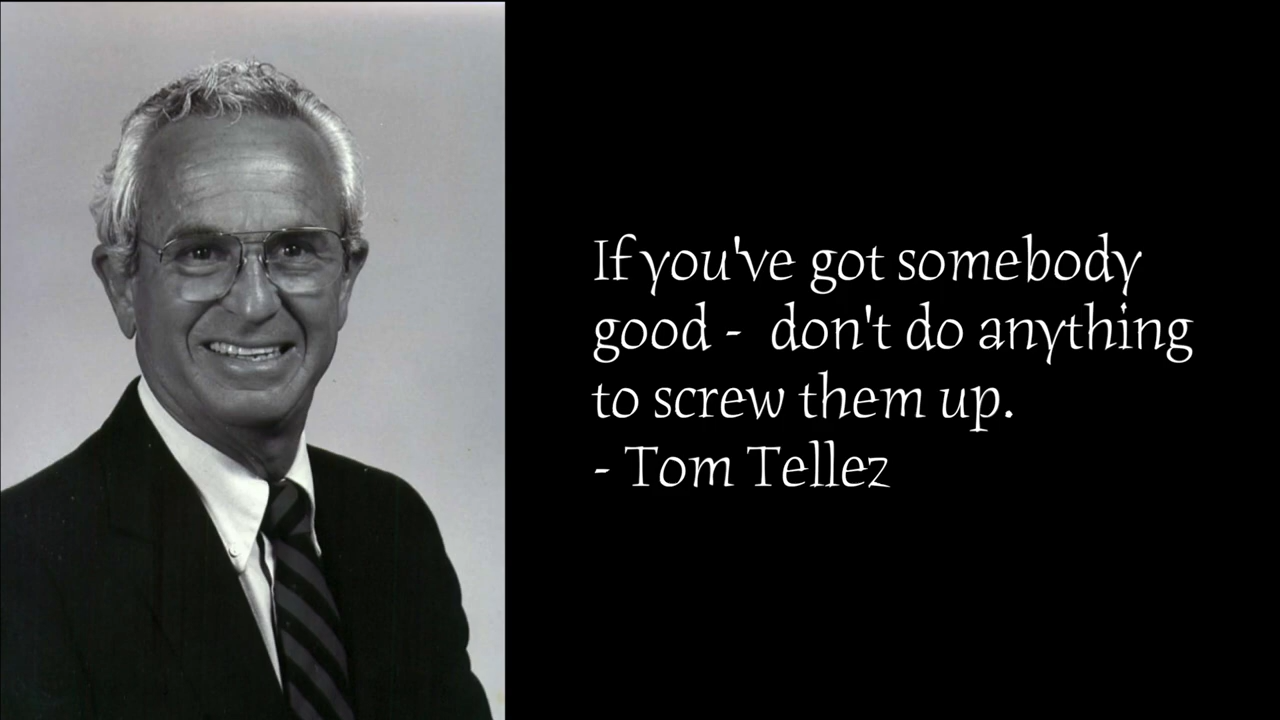 If you've got somebody
good -  don't do anything
to screw them up.
- Tom Tellez